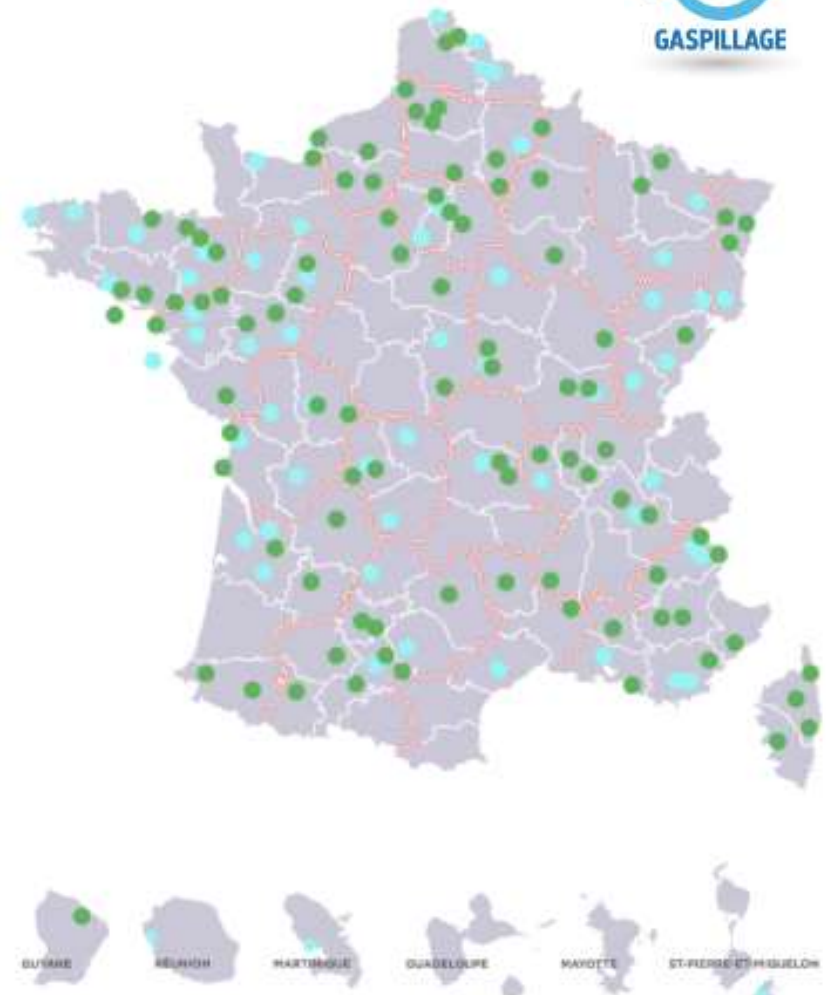 GASPILLAGE
GUYANE
RÉUNION
MARTINIQUE
GUADELOUPE
MAYOTTE
ST-PIERRE-ET-MIQUELON